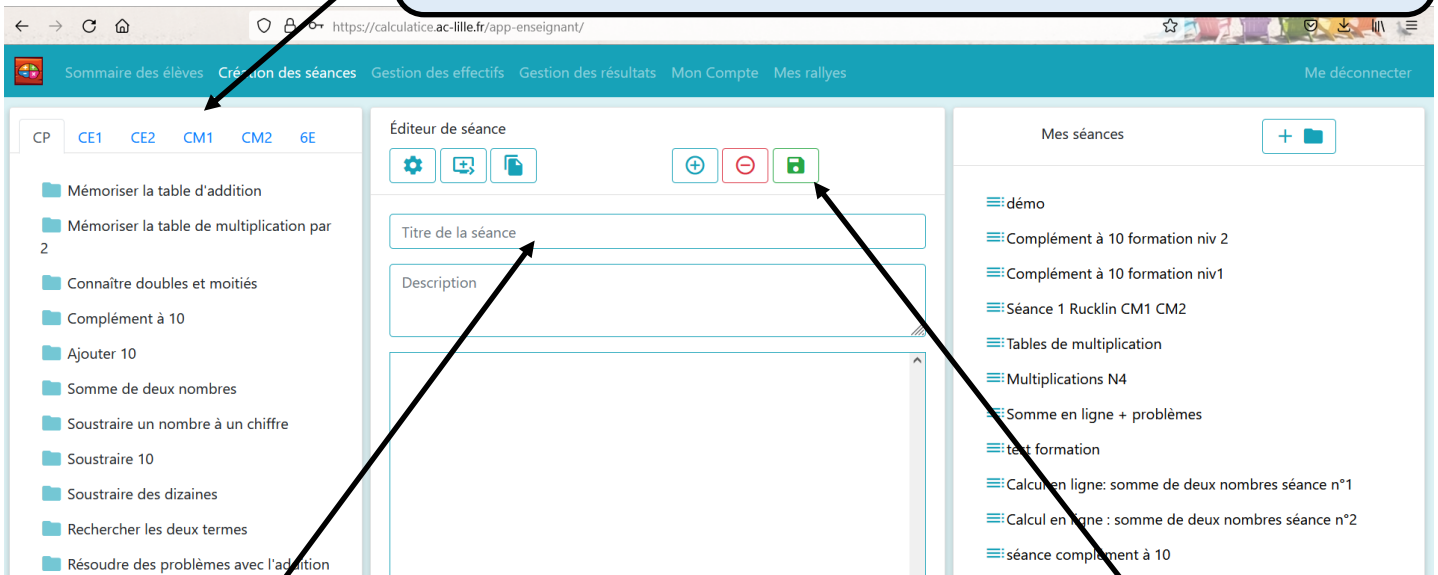 https://calculatice.ac-lille.fr/app-enseignant/
Sommaire des élèves Création des séances Gestion des effectifs Gestion des résultats Mon Compte Mes rallyes Me déconnecter
CP CE1 CE2 CM1 CM2 6E
Mémoriser la table d'addition
Mémoriser la table de multiplication par
2
Connaître doubles et moitiés
Complément à 10
Ajouter 10
Somme de deux nombres
Soustraire un nombre à un chiffre
Soustraire 10
Soustraire des dizaines
Rechercher les deux termes
Résoudre des problèmes avec l'addition
Éditeur de séance
Titre de la séance
Description
Mes séances
démo
Complément à 10 formation niv 2
Complément à 10 formation niv1
Séance 1 Rucklin CM1 CM2
Tables de multiplication
Multiplications N4
Somme en ligne + problèmes
test formation
Calcul en ligne: somme de deux nombres séance n°1
Calcul en ligne : somme de deux nombres séance n°2
séance complément à 10